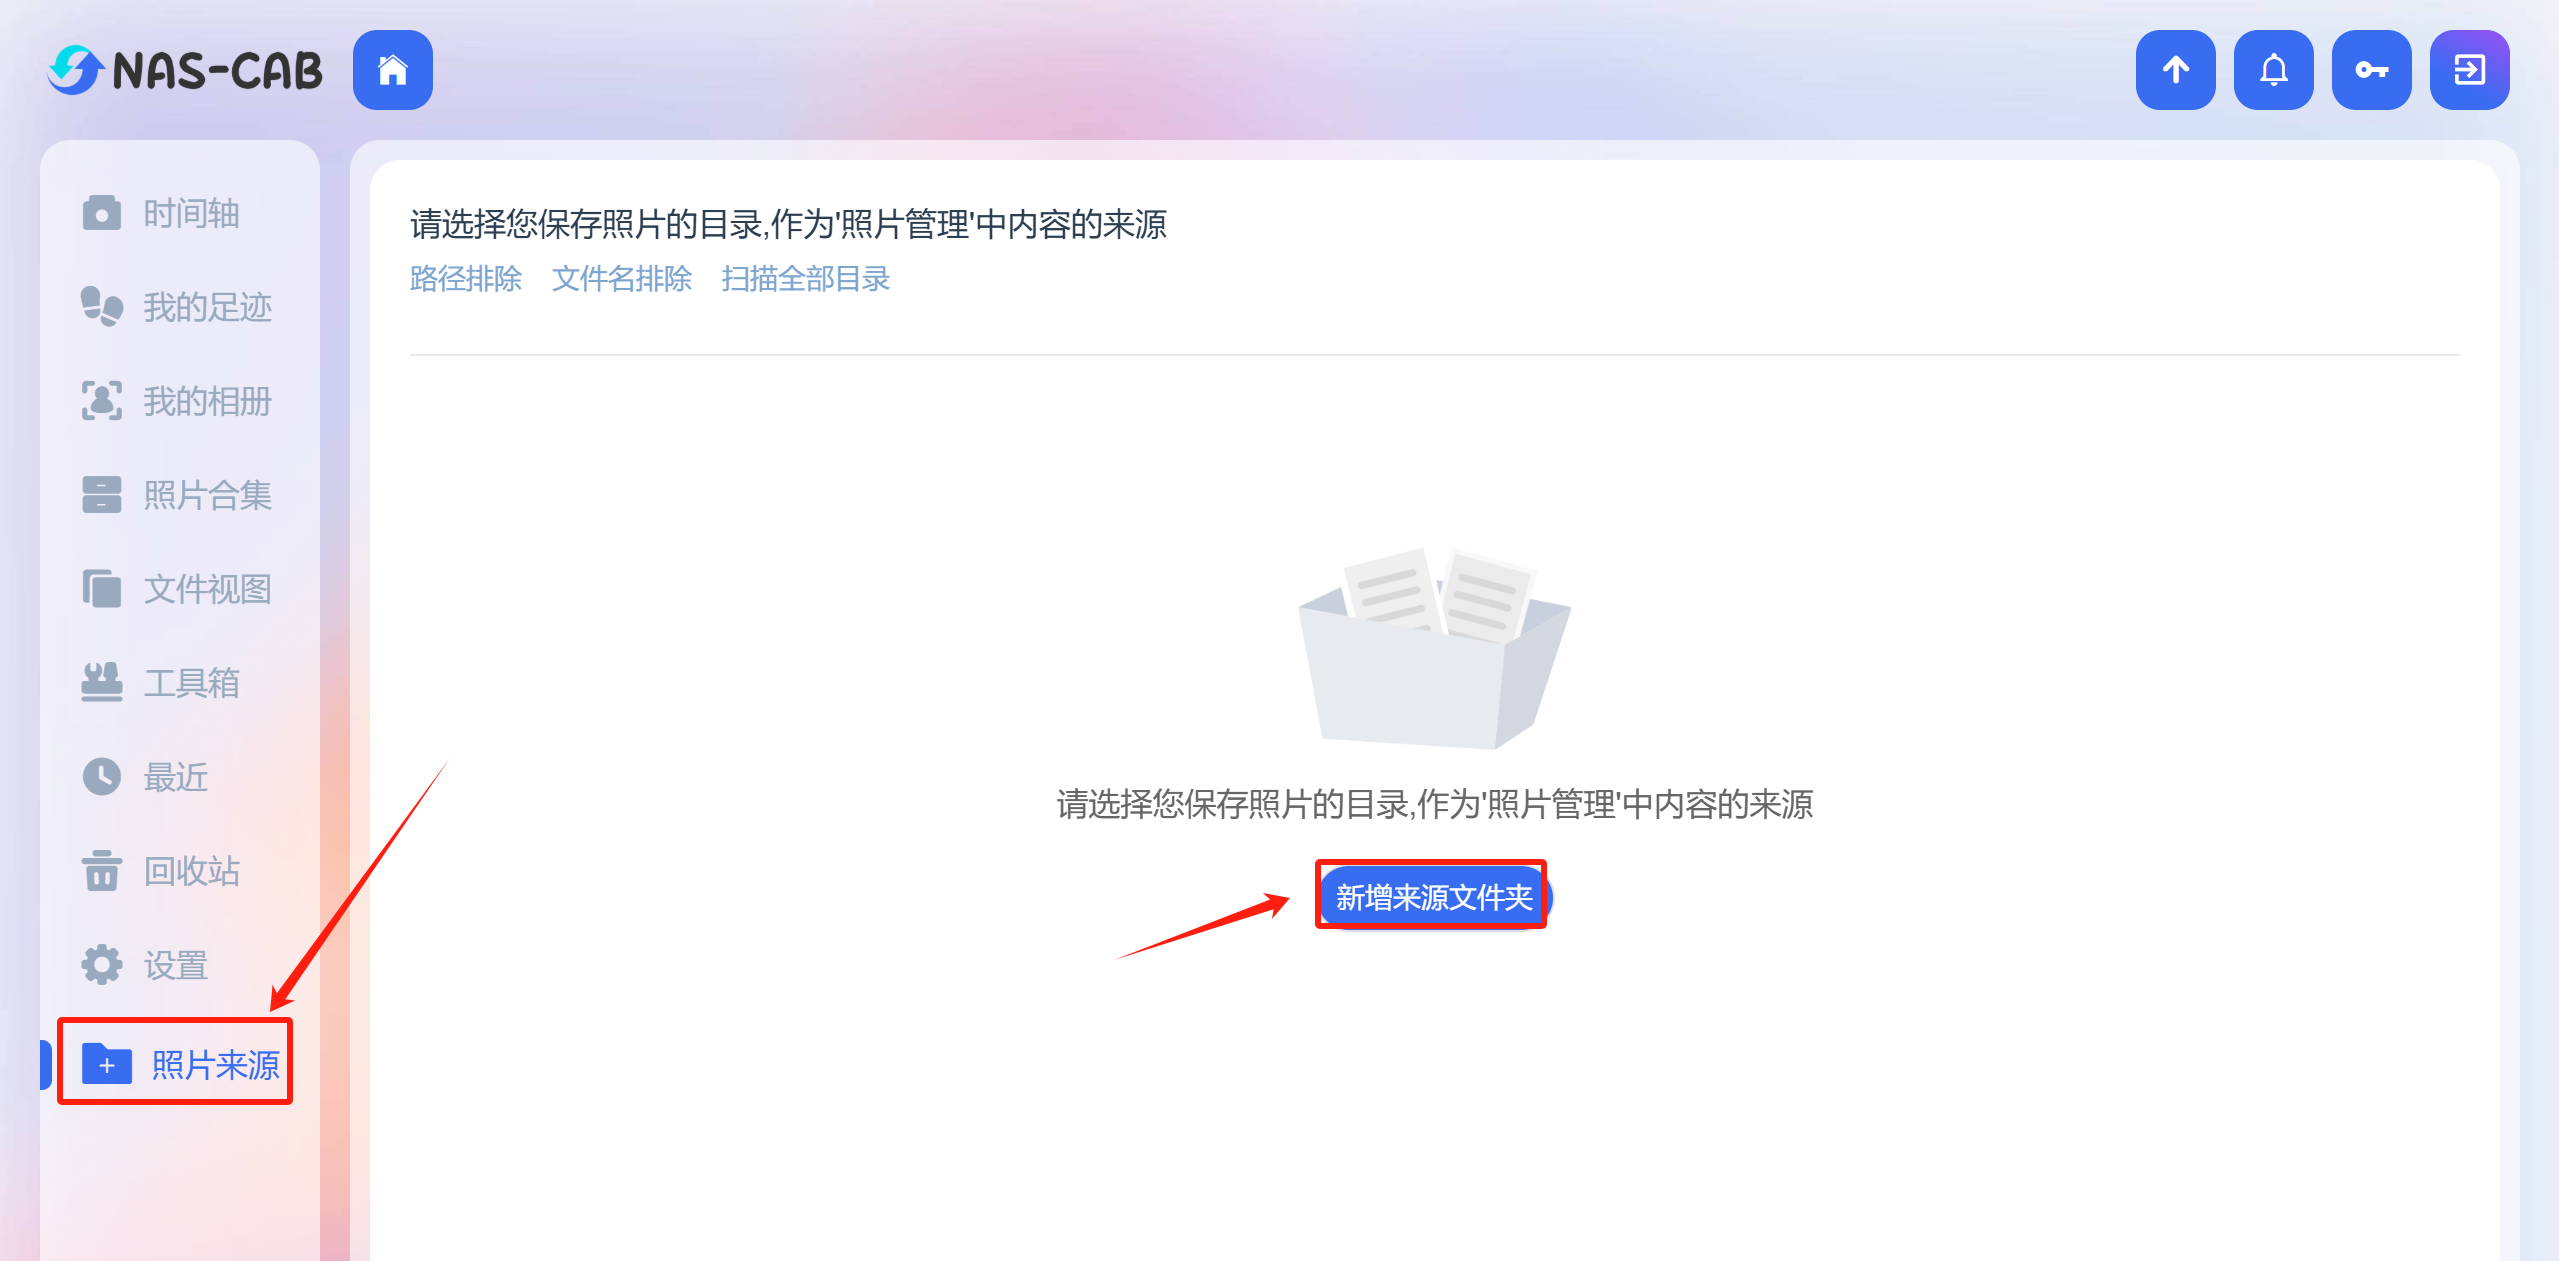 NAS-CAB
时间轴
我的足迹
我的相册
照片合集
文件视图
工具箱
最近
回收站
设置
照片来源
请选择您保存照片的目录,作为'照片管理'中内容的来源
路径排除 文件名排除 扫描全部目录
请选择您保存照片的目录,作为'照片管理'中内容的来源
新增来源文件夹